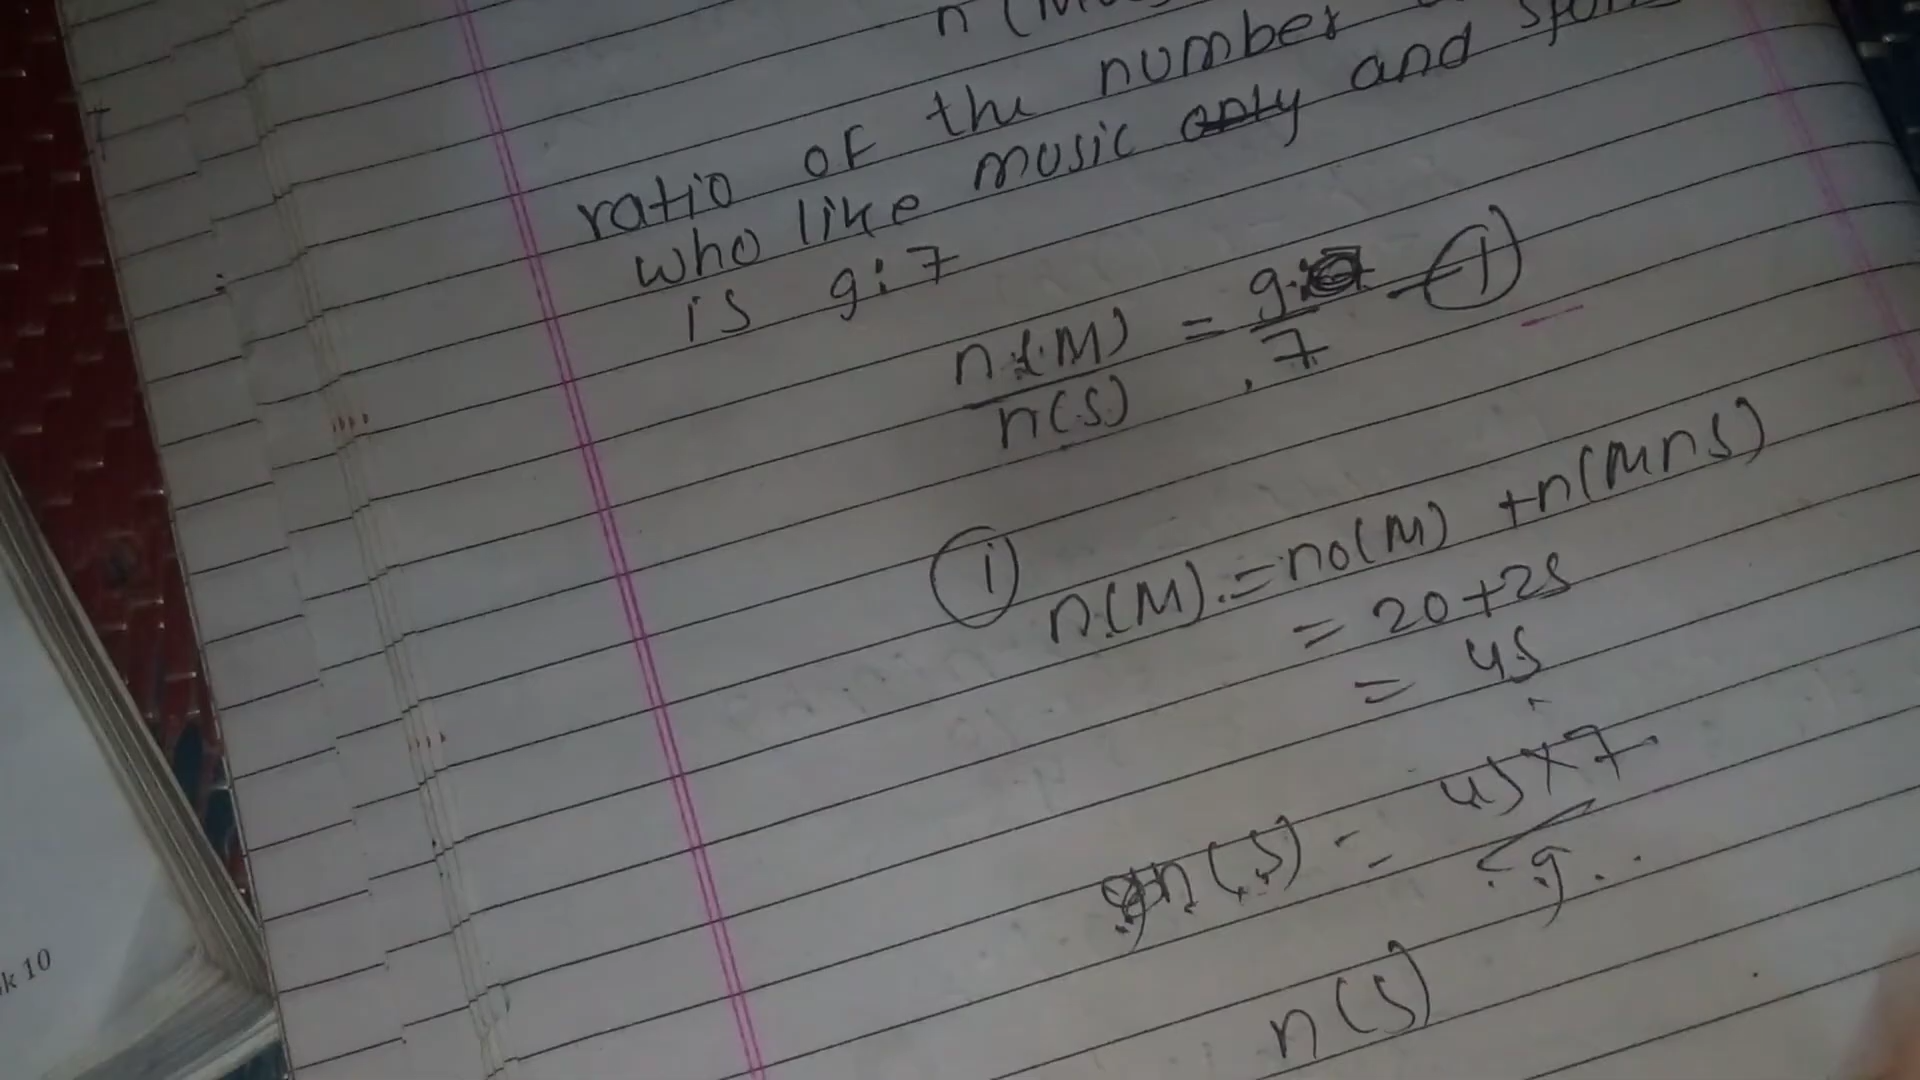 ratio of the number
who like music only and
is 9:7
n(M) = 9 — 1
n(S) 7
i n(M) = no(M) + n(M∩S)
= 20+25
= 45
n(S) = 45×7
9
n(S)
k 10